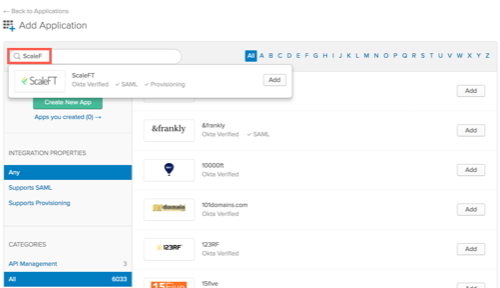 ← Back to Applications
Add Application
ScaleF
All A B C D E F G H I J K L M N O P Q R S T U V W X Y Z
ScaleFT
ScaleFT
Okta Verified ✓ SAML ✓ Provisioning
Add
Add
Create New App
Apps you created (0) →
&frankly
&frankly
Okta Verified ✓ SAML
Add
INTEGRATION PROPERTIES
Any
Supports SAML
Supports Provisioning
10000ft
Okta Verified
Add
101domain
101domains.com
Okta Verified
Add
CATEGORIES
API Management 3
All 6033
123RF
123RF
Okta Verified
Add
15Five
15five
Add